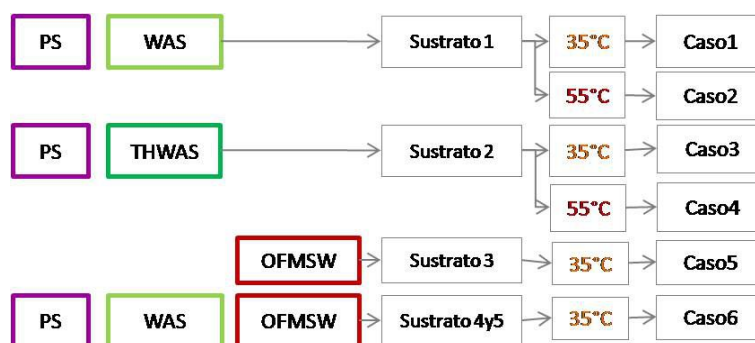 PS WAS Sustrato 1 35°C Caso1
55°C Caso2
PS THWAS Sustrato 2 35°C Caso3
55°C Caso4
OFMSW Sustrato 3 35°C Caso5
PS WAS OFMSW Sustrato 4y5 35°C Caso6